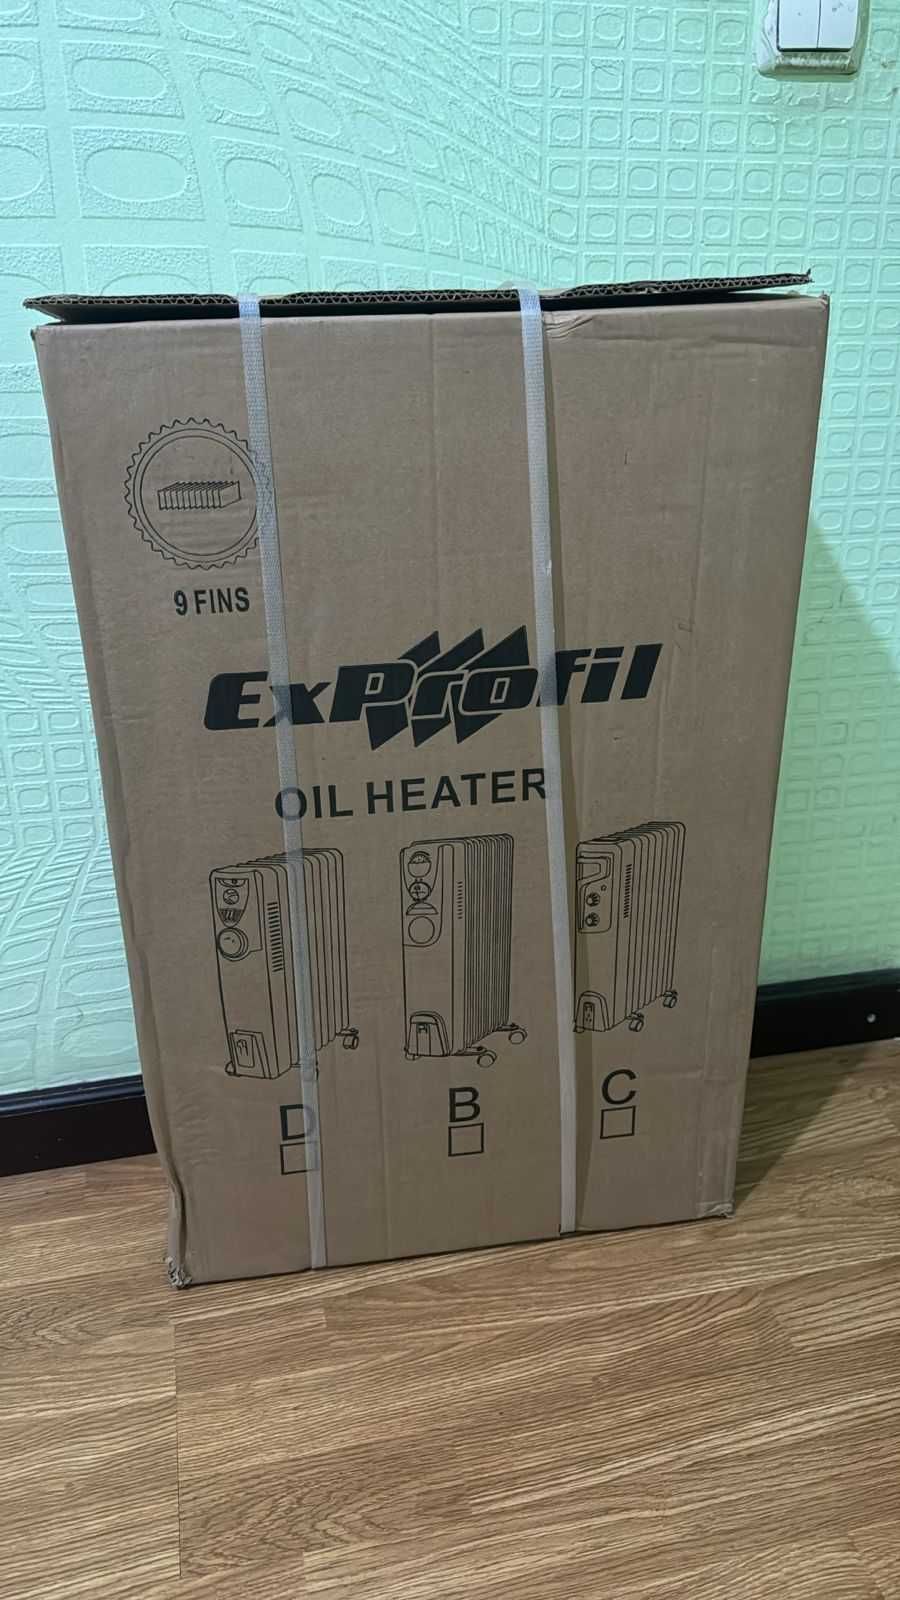 9 FINS
ExProfil
OIL HEATER
D B C